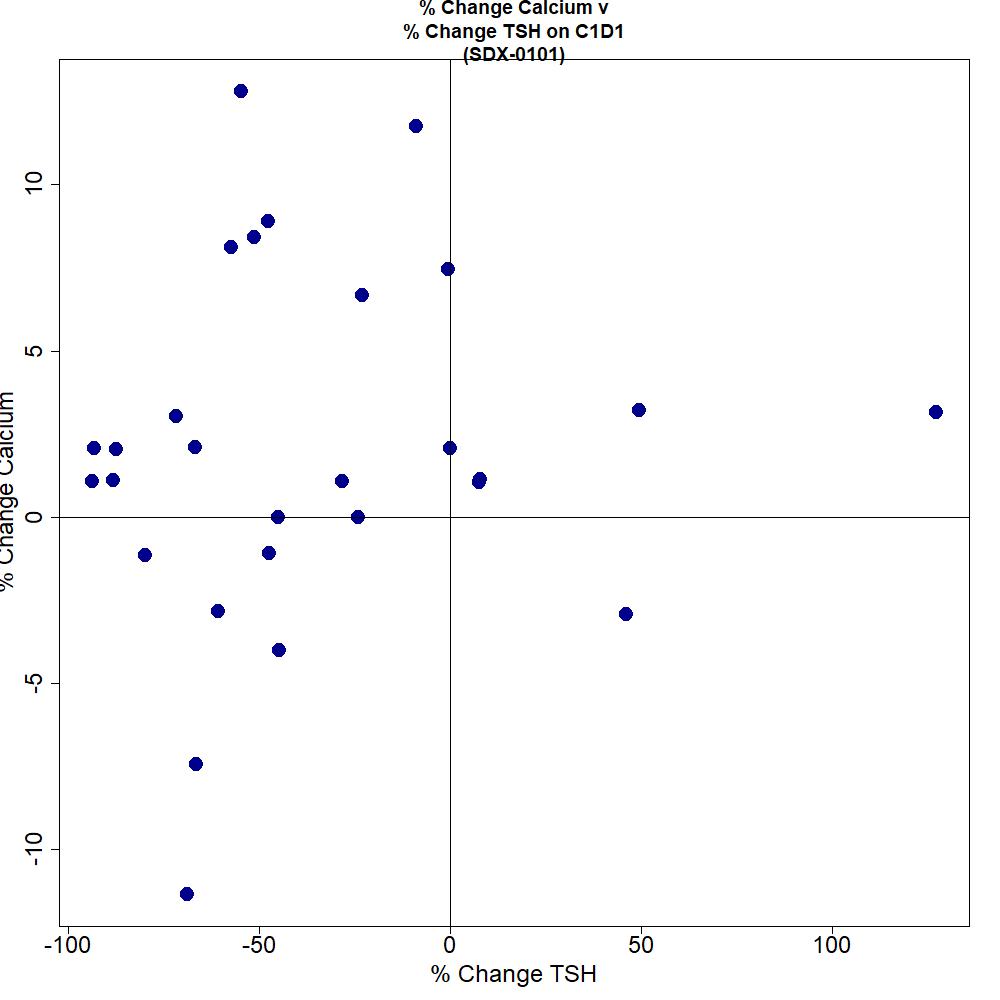 % Change Calcium v
% Change TSH on C1D1
(SDX-0101)
% Change Calcium
10
5
0
-5
-10
-100
-50
0
50
100
% Change TSH